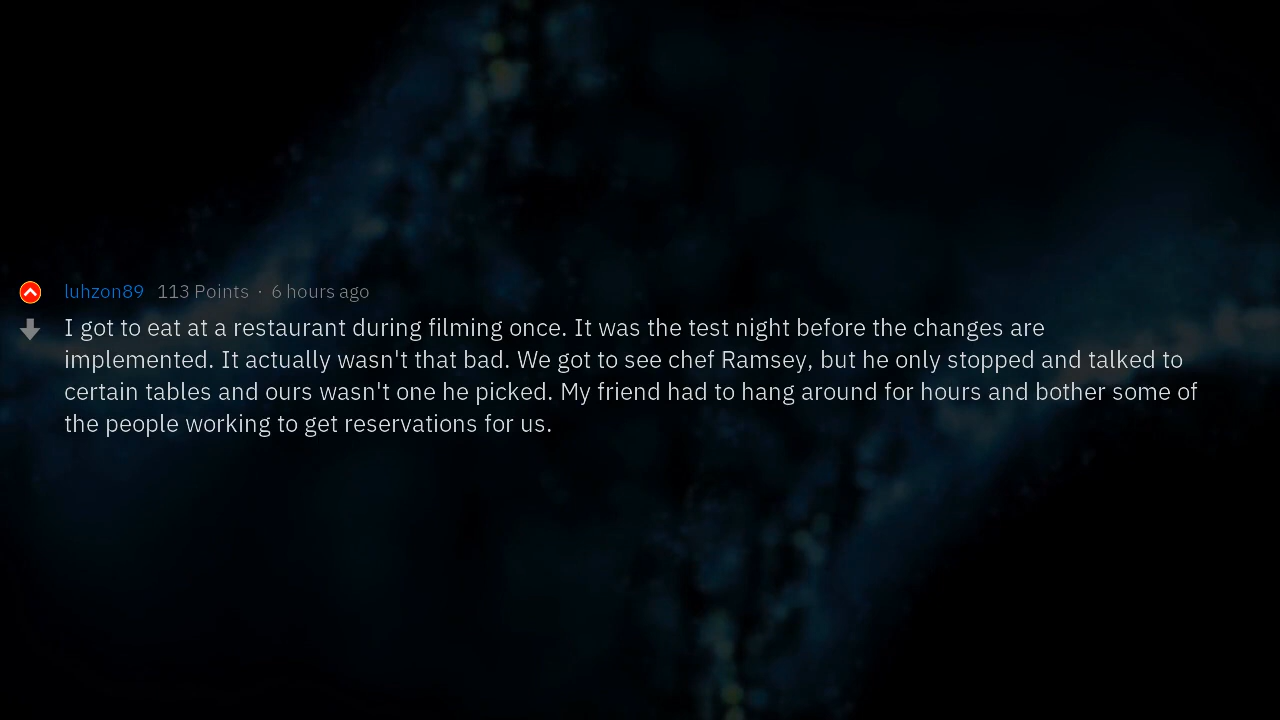 luhzon89 113 Points · 6 hours ago
I got to eat at a restaurant during filming once. It was the test night before the changes are
implemented. It actually wasn't that bad. We got to see chef Ramsey, but he only stopped and talked to
certain tables and ours wasn't one he picked. My friend had to hang around for hours and bother some of
the people working to get reservations for us.